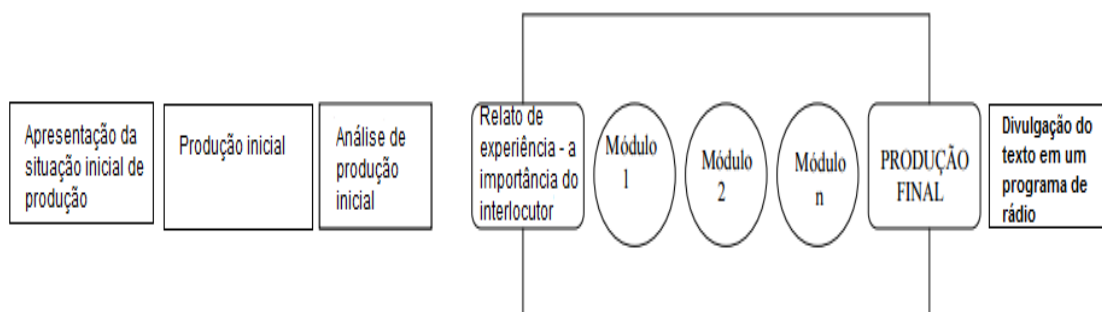 Apresentação da
situação inicial de
produção
Produção inicial
Análise de
produção
inicial
Relato de
experiência - a
importância do
interlocutor
Módulo
1
Módulo
2
Módulo
n
PRODUÇÃO
FINAL
Divulgação do
texto em um
programa de
rádio